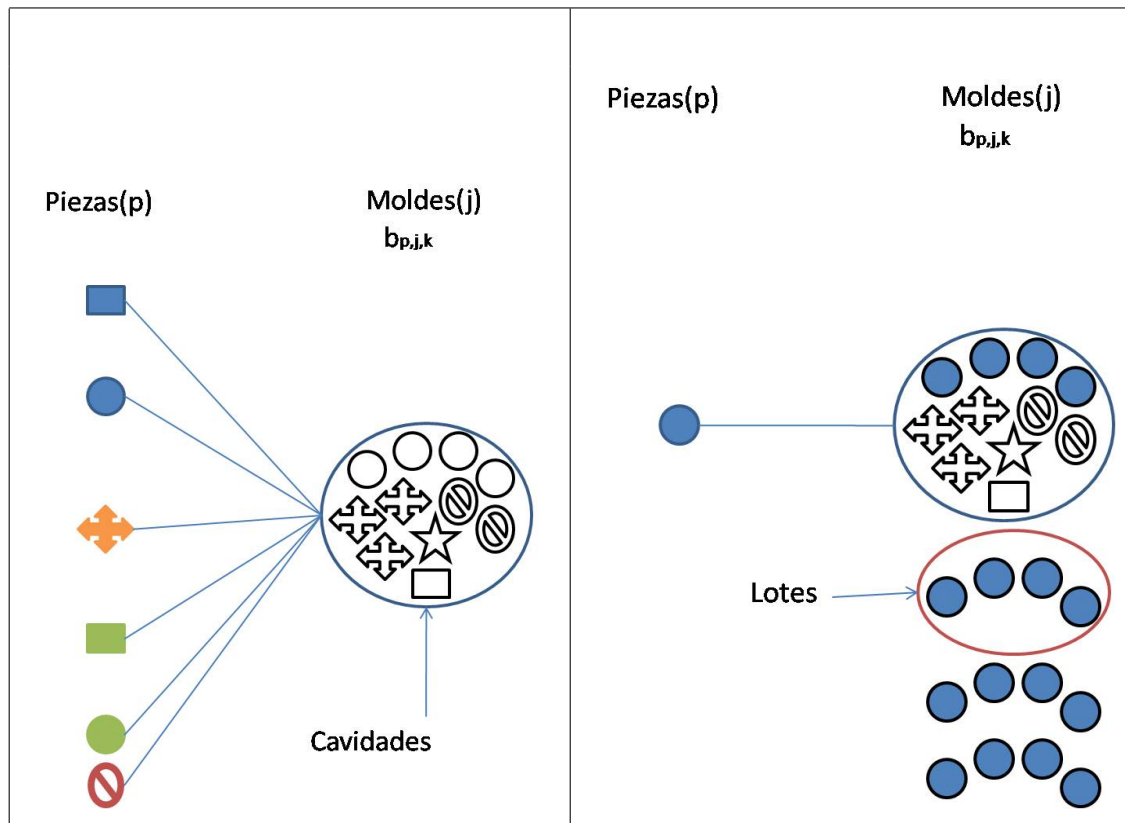 Piezas(p)
Moldes(j)
bp,j,k
Cavidades
Piezas(p)
Moldes(j)
bp,j,k
Lotes